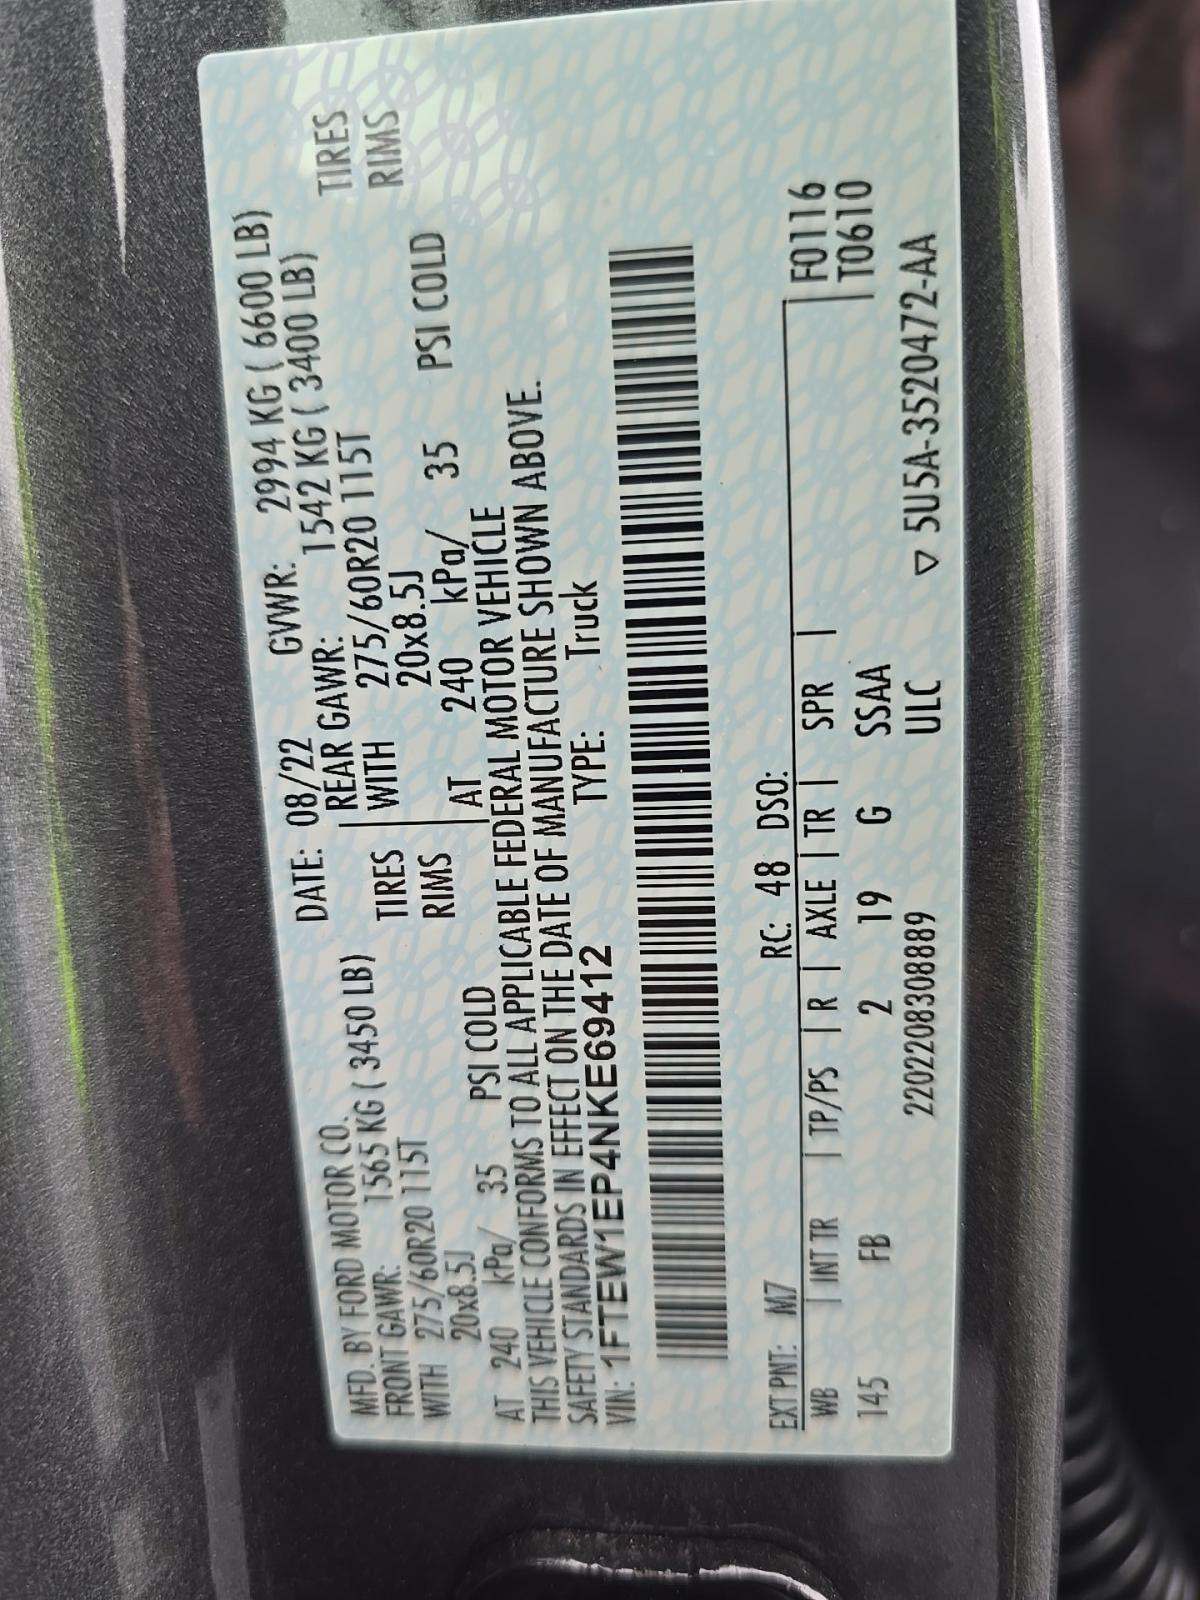 MFD. BY FORD MOTOR CO. DATE: 08/22 GVWR: 2994 KG ( 6600 LB)
FRONT GAWR: 1565 KG ( 3450 LB) REAR GAWR: 1542 KG ( 3400 LB)
WITH 275/60R20 115T TIRES WITH 275/60R20 115T TIRES
20x8.5J RIMS 20x8.5J RIMS
AT 240 kPa/ 35 PSI COLD AT 240 kPa/ 35 PSI COLD
THIS VEHICLE CONFORMS TO ALL APPLICABLE FEDERAL MOTOR VEHICLE
SAFETY STANDARDS IN EFFECT ON THE DATE OF MANUFACTURE SHOWN ABOVE.
VIN: 1FTEW1EP4NKE69412 TYPE: Truck
EXT PNT: M7 RC: 48 DSO: F0116
WB INT TR TP/PS R AXLE TR SPR T0610
145 FB 2 19 G SSAA
2202208308889 ULC ▽ 5U5A-3520472-AA